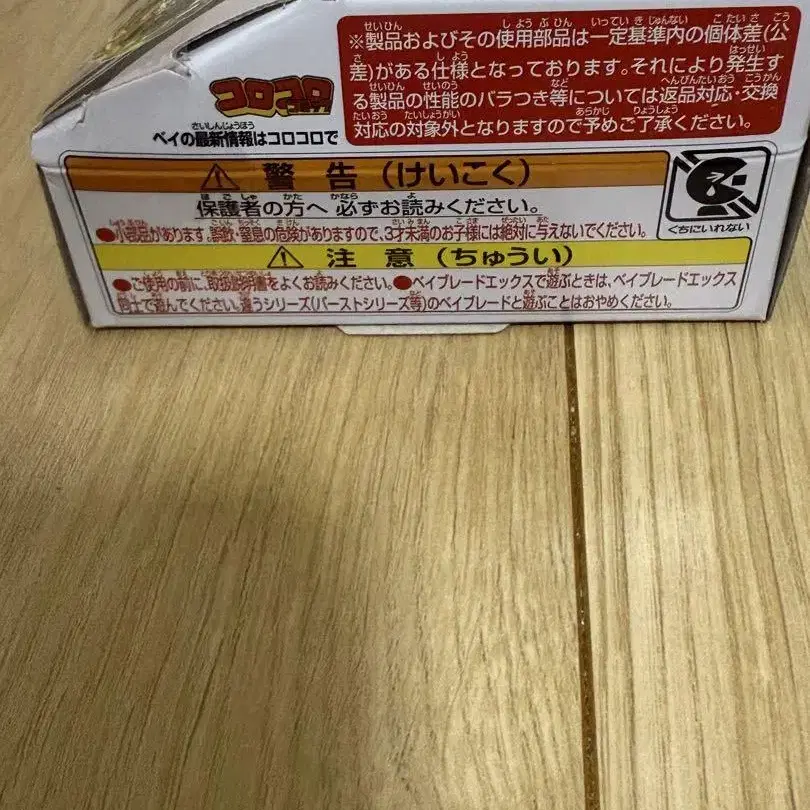 ※製品およびその使用部品は一定基準内の個体差(公
差)がある仕様となっております。それにより発生す
る製品の性能のバラつき等については返品対応・交換
対応の対象外となりますので予めご了承ください。
コロコロ
コミック
ベイの最新情報はコロコロで
警告(けいこく)
保護者の方へ 必ずお読みください。
●小部品があります。誤飲・窒息の危険がありますので、3才未満のお子様には絶対に与えないでください。
くちにいれない
注意(ちゅうい)
●ご使用の前に、取扱説明書をよくお読みください。●ベイブレードエックスで遊ぶときは、ベイブレードエックス
同士で遊んでください。違うシリーズ(バーストシリーズ等)のベイブレードと遊ぶことはおやめください。